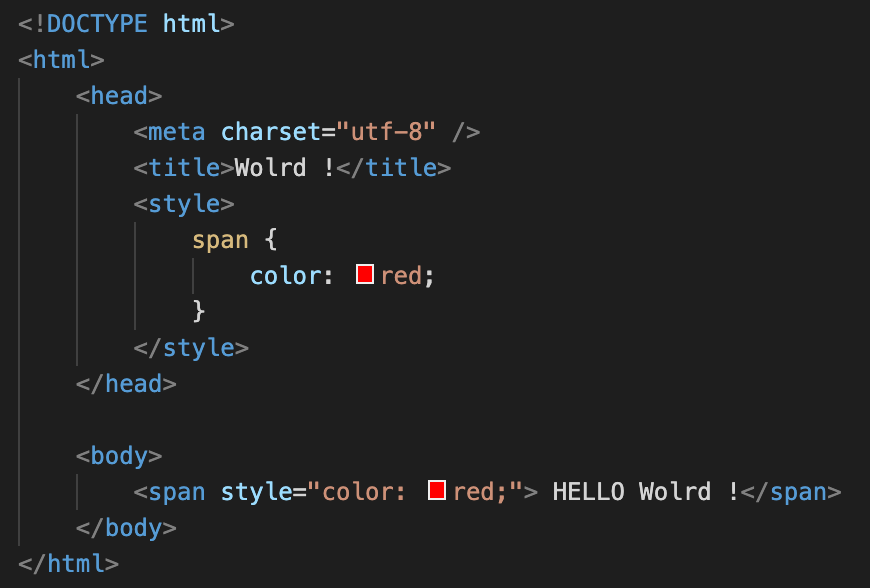 <!DOCTYPE html>
<html>
    <head>
        <meta charset="utf-8" />
        <title>Wolrd !</title>
        <style>
            span {
                color: red;
            }
        </style>
    </head>

    <body>
        <span style="color: red;"> HELLO Wolrd !</span>
    </body>
</html>